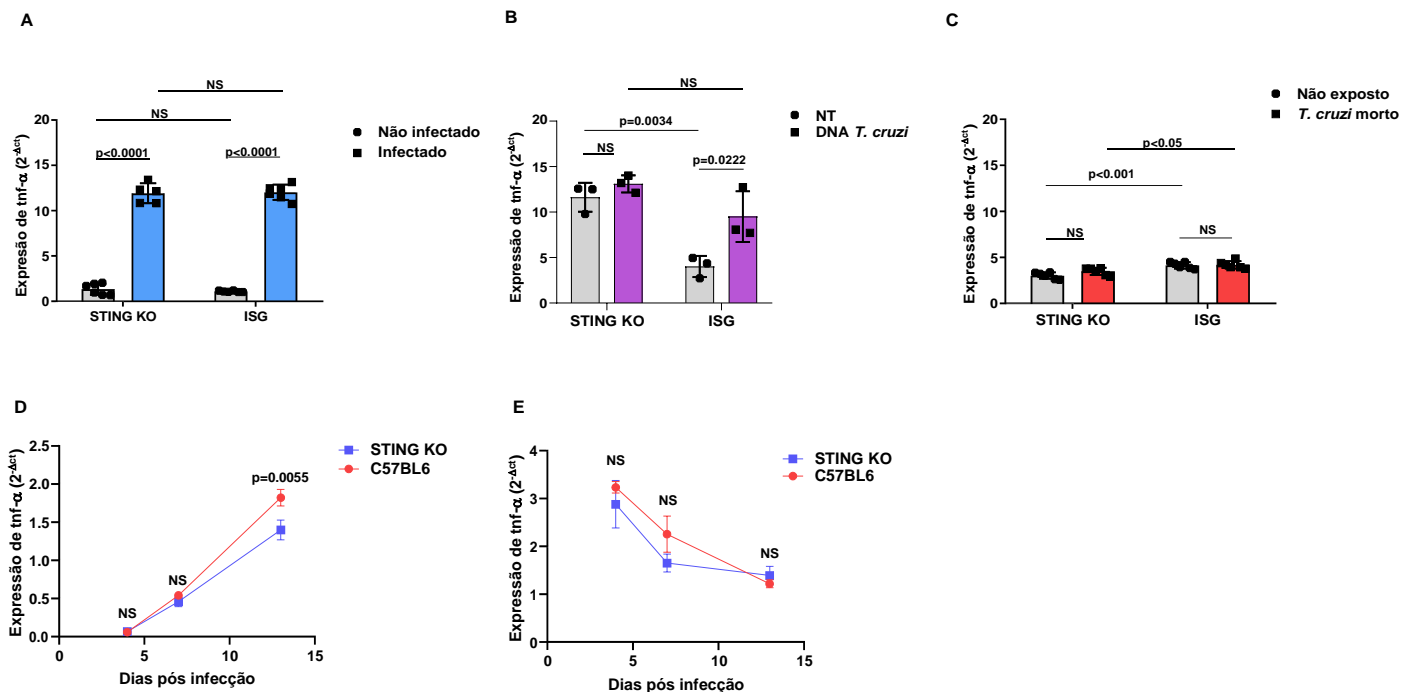 A
Expressão de tnf-α (2^-Δct)
20
15
10
5
0
NS
NS
p<0.0001
p<0.0001
Não infectado
Infectado
STING KO
ISG
B
Expressão de tnf-α (2^-Δct)
20
15
10
5
0
NS
p=0.0034
NS
p=0.0222
NT
DNA T. cruzi
STING KO
ISG
C
Expressão de tnf-α (2^-Δct)
20
15
10
5
0
p<0.05
p<0.001
NS
NS
Não exposto
T. cruzi morto
STING KO
ISG
D
Expressão de tnf-α (2^-Δct)
2.5
2.0
1.5
1.0
0.5
0.0
NS
NS
p=0.0055
STING KO
C57BL6
0
5
10
15
Dias pós infecção
E
Expressão de tnf-α (2^-Δct)
4
3
2
1
0
NS
NS
NS
STING KO
C57BL6
0
5
10
15
Dias pós infecção